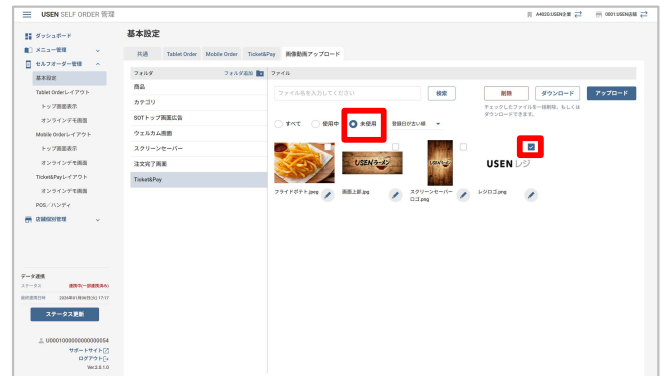 USEN SELF ORDER 管理
A4020:USEN企業
0001:USEN店舗
ダッシュボード
メニュー管理
セルフオーダー管理
基本設定
Tablet Orderレイアウト
トップ画面表示
オンラインデモ画面
Mobile Orderレイアウト
トップ画面表示
オンラインデモ画面
Ticket&Payレイアウト
オンラインデモ画面
POS／ハンディ
店舗個別管理
データ連携
ステータス
連携中(一部連携済み)
最終連携日時
2026年01月06日(火) 17:17
ステータス更新
U0001000000000000054
サポートサイト
ログアウト
Ver.2.0.1.0
基本設定
共通
Tablet Order
Mobile Order
Ticket&Pay
画像動画アップロード
フォルダ
フォルダ追加
商品
カテゴリ
SOTトップ画面広告
ウェルカム画面
スクリーンセーバー
注文完了画面
Ticket&Pay
ファイル
ファイル名を入力してください
検索
削除
ダウンロード
アップロード
チェックしたファイルを一括削除、もしくは
ダウンロードできます。
すべて
使用中
未使用
登録日が古い順
USENラーメン
USENレジ
フライドポテト.jpeg
画面上部.jpg
スクリーンセーバー
ロゴ.png
レジロゴ.png